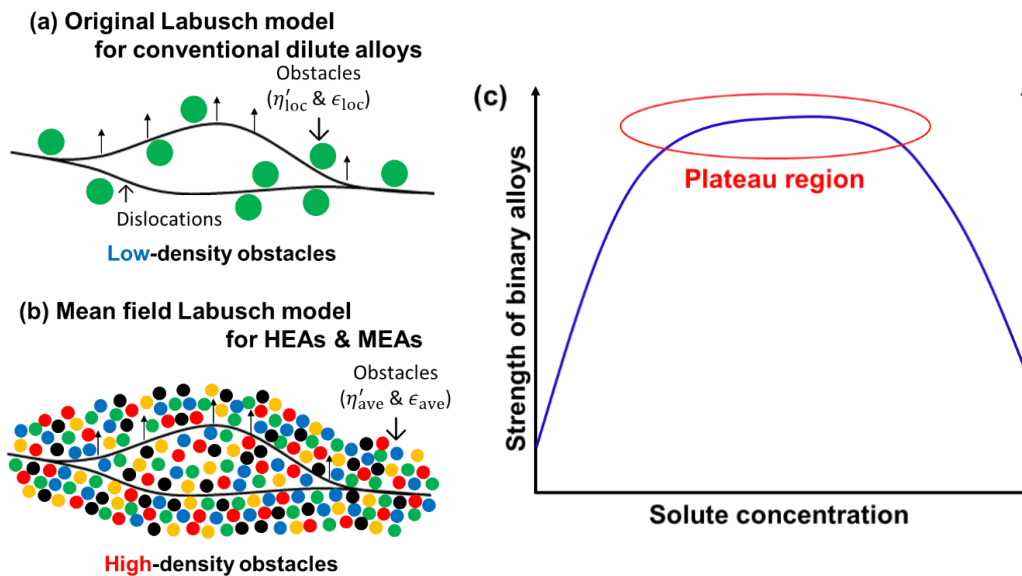 (a) Original Labusch model
for conventional dilute alloys
Obstacles
(η′loc & ϵloc)
Dislocations
Low-density obstacles
(b) Mean field Labusch model
for HEAs & MEAs
Obstacles
(η′ave & ϵave)
High-density obstacles
(c)
Plateau region
Strength of binary alloys
Solute concentration